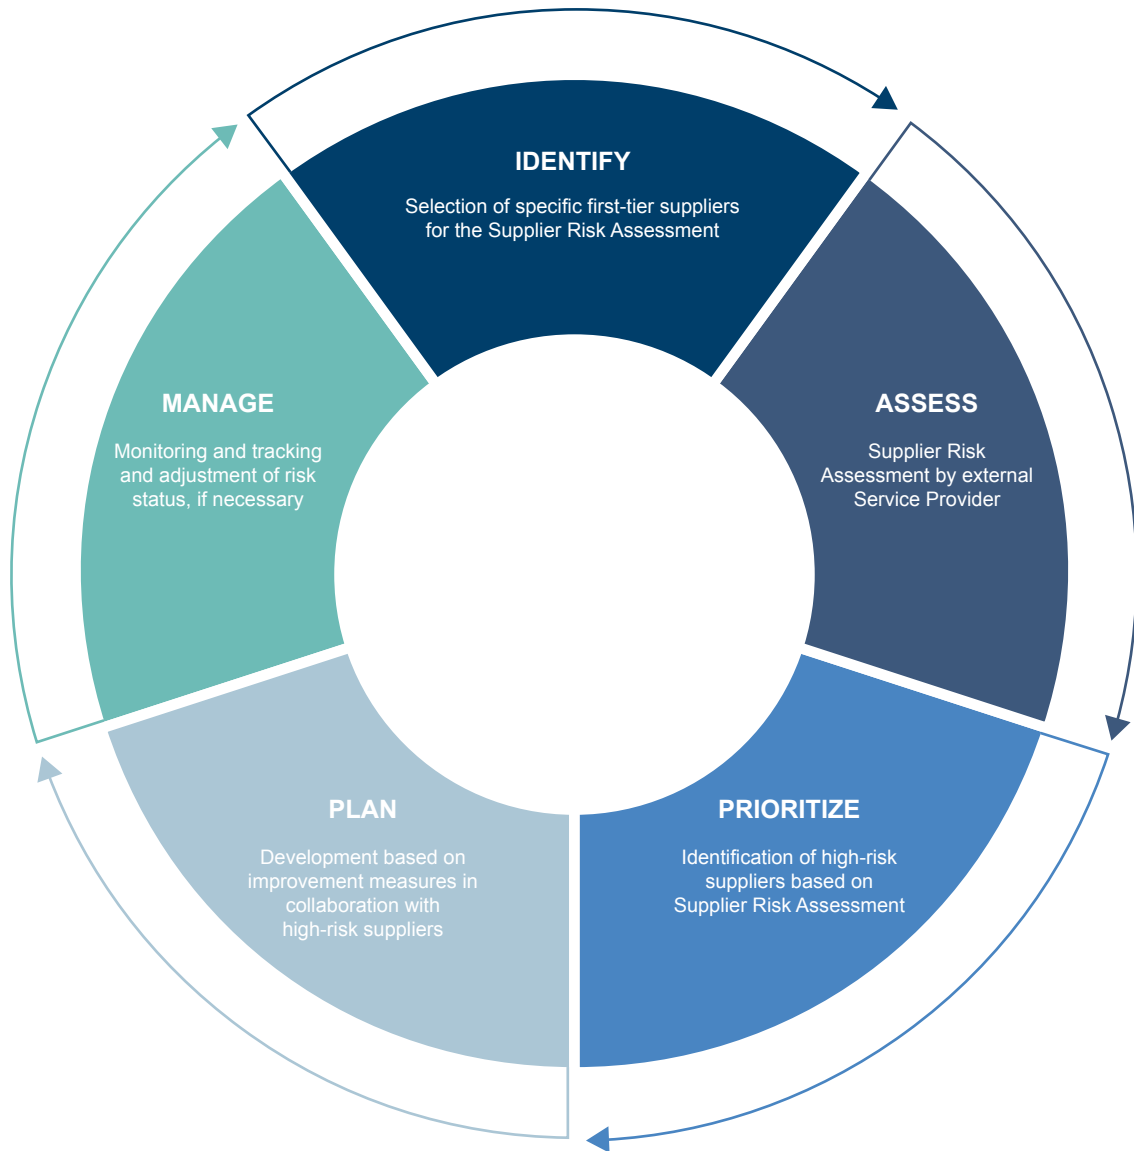 IDENTIFY
Selection of specific first-tier suppliers
for the Supplier Risk Assessment
ASSESS
Supplier Risk
Assessment by external
Service Provider
PRIORITIZE
Identification of high-risk
suppliers based on
Supplier Risk Assessment
PLAN
Development based on
improvement measures in
collaboration with
high-risk suppliers
MANAGE
Monitoring and tracking
and adjustment of risk
status, if necessary